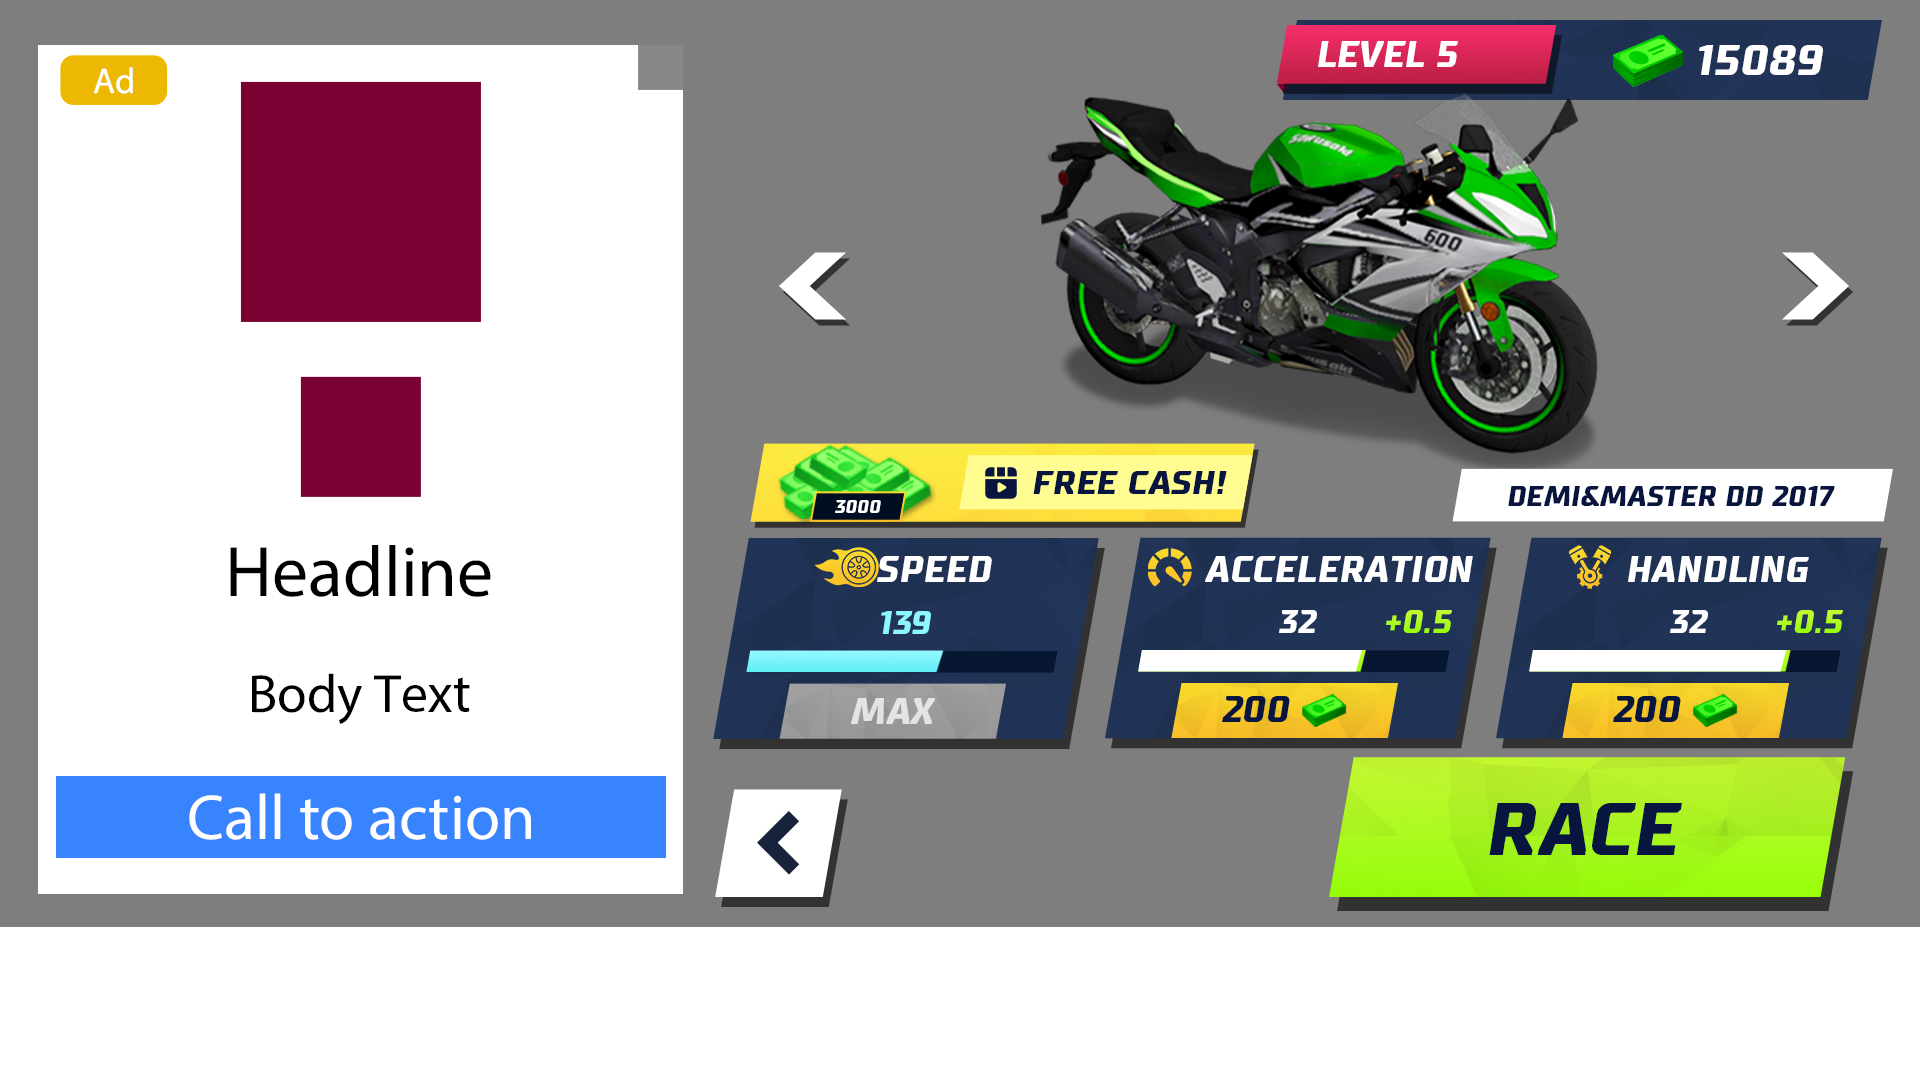 Ad
Headline
Body Text
Call to action
LEVEL 5
15089
600
3000
FREE CASH!
DEMI&MASTER DD 2017
SPEED
139
MAX
ACCELERATION
32 +0.5
200
HANDLING
32 +0.5
200
RACE